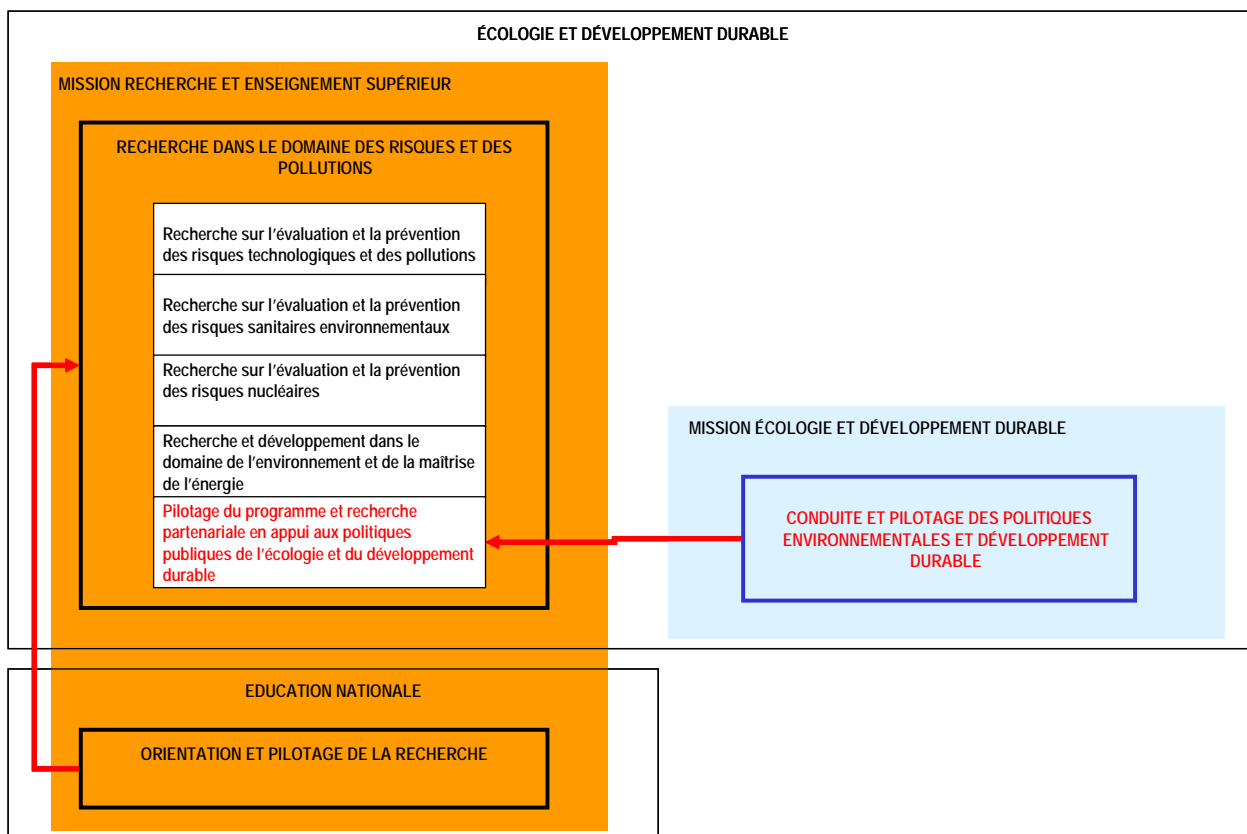 ÉCOLOGIE ET DÉVELOPPEMENT DURABLE
MISSION RECHERCHE ET ENSEIGNEMENT SUPÉRIEUR
RECHERCHE DANS LE DOMAINE DES RISQUES ET DES
POLLUTIONS
Recherche sur l'évaluation et la prévention
des risques technologiques et des pollutions
Recherche sur l'évaluation et la prévention
des risques sanitaires environnementaux
Recherche sur l'évaluation et la prévention
des risques nucléaires
Recherche et développement dans le
domaine de l'environnement et de la maîtrise
de l'énergie
Pilotage du programme et recherche
partenariale en appui aux politiques
publiques de l'écologie et du développement
durable
MISSION ÉCOLOGIE ET DÉVELOPPEMENT DURABLE
CONDUITE ET PILOTAGE DES POLITIQUES
ENVIRONNEMENTALES ET DÉVELOPPEMENT
DURABLE
EDUCATION NATIONALE
ORIENTATION ET PILOTAGE DE LA RECHERCHE